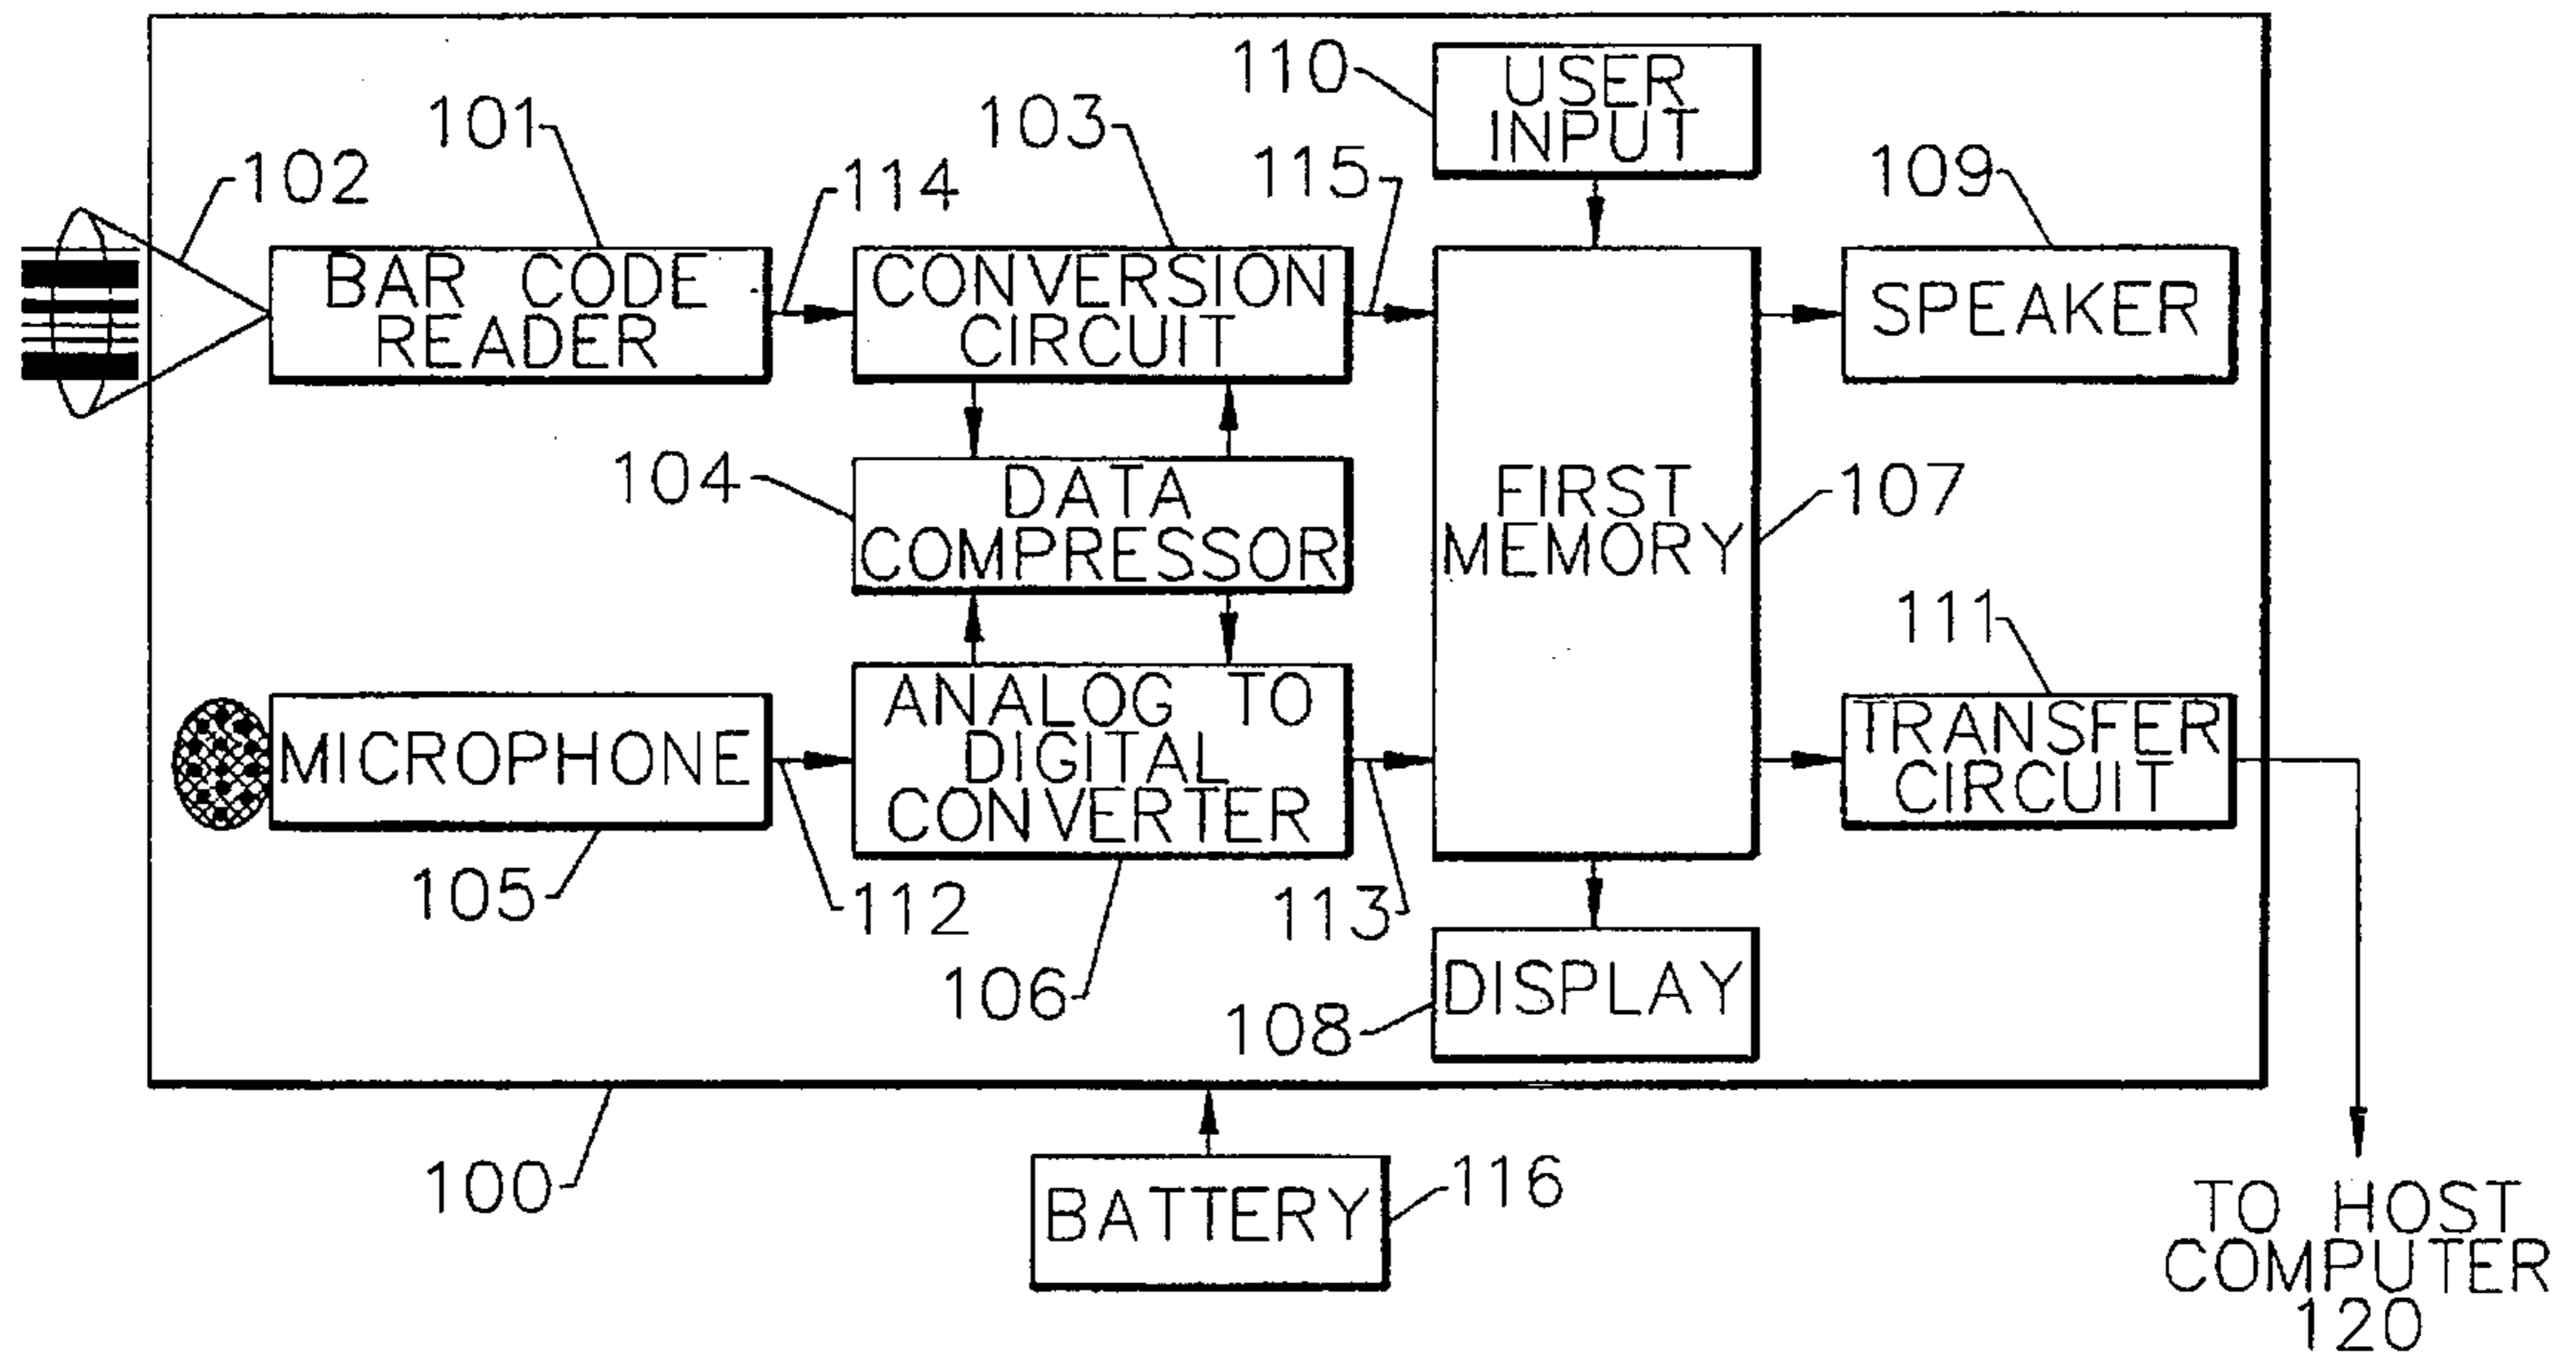 110
USER
INPUT
101
103
102
114
115
109
BAR CODE
READER
CONVERSION
CIRCUIT
SPEAKER
104
DATA
COMPRESSOR
FIRST
MEMORY
107
111
MICROPHONE
ANALOG TO
DIGITAL
CONVERTER
TRANSFER
CIRCUIT
105
112
113
106
108
DISPLAY
100
BATTERY
116
TO HOST
COMPUTER
120